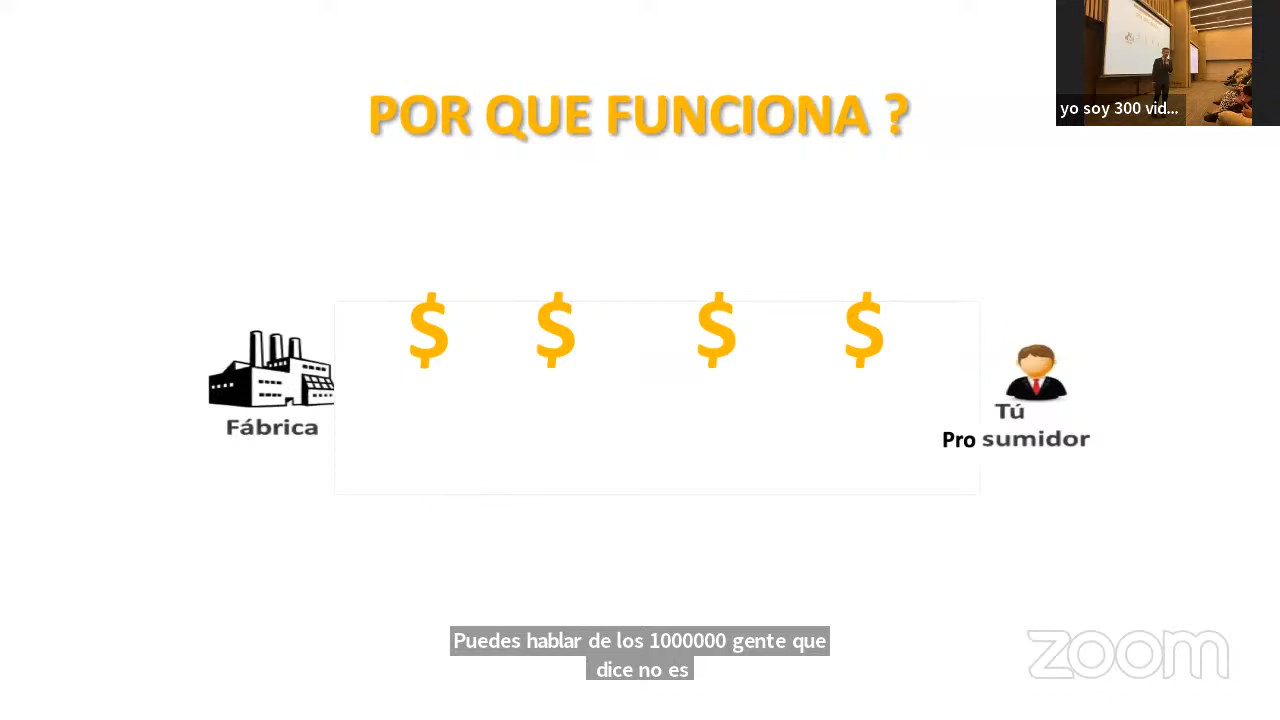 POR QUE FUNCIONA ?
yo soy 300 vid...
$ $ $ $
Fábrica
Tú
Pro sumidor
Puedes hablar de los 1000000 gente que
dice no es
zoom